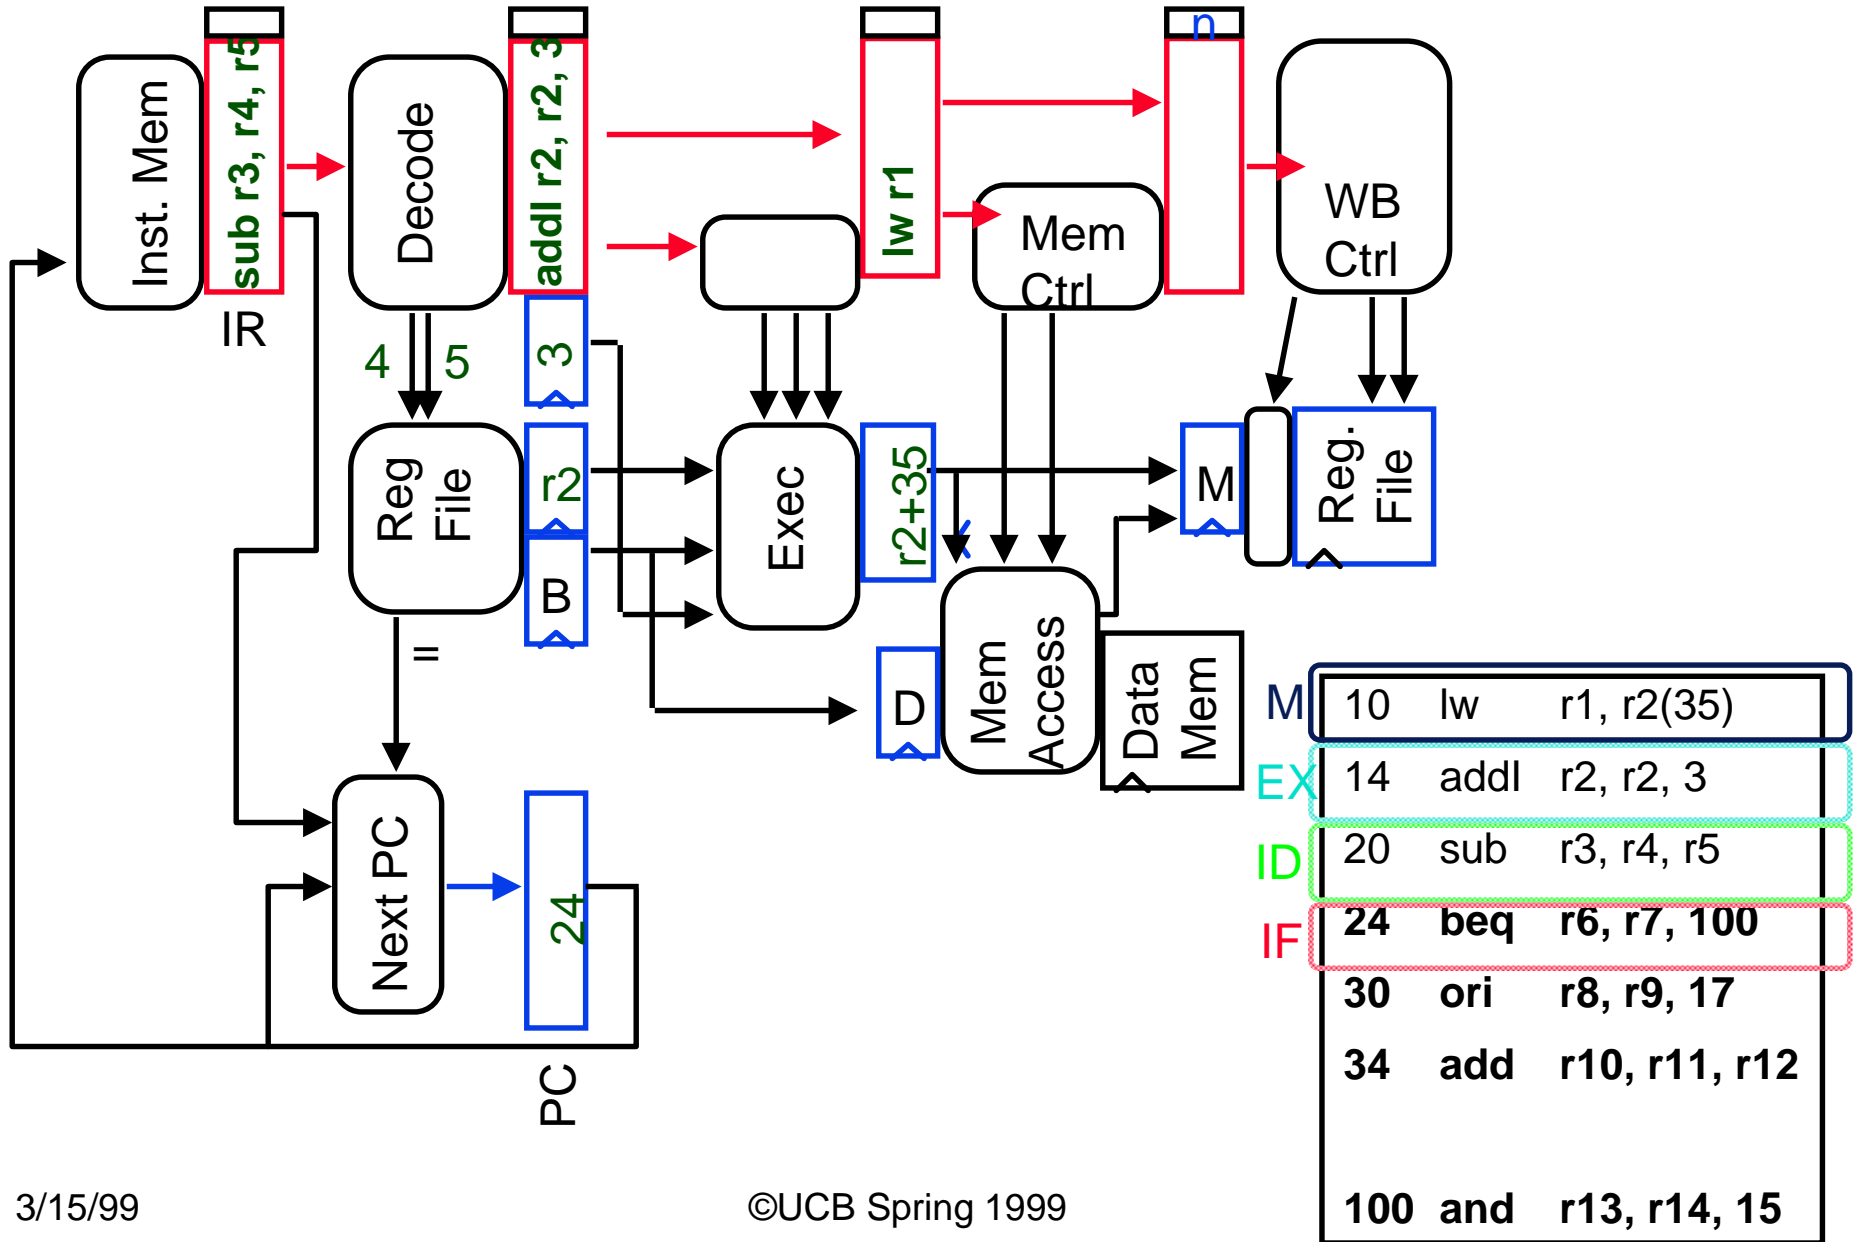 n
Inst. Mem
sub r3, r4, r5
IR
Decode
addI r2, r2, 3
lw r1
Mem
Ctrl
WB
Ctrl
4
5
3
Reg
File
r2
B
Exec
r2+35
M
Reg.
File
=
D
Mem
Access
Data
Mem
Next PC
24
PC
M
10 lw r1, r2(35)
EX
14 addI r2, r2, 3
ID
20 sub r3, r4, r5
IF
24 beq r6, r7, 100
30 ori r8, r9, 17
34 add r10, r11, r12
100 and r13, r14, 15
3/15/99
©UCB Spring 1999